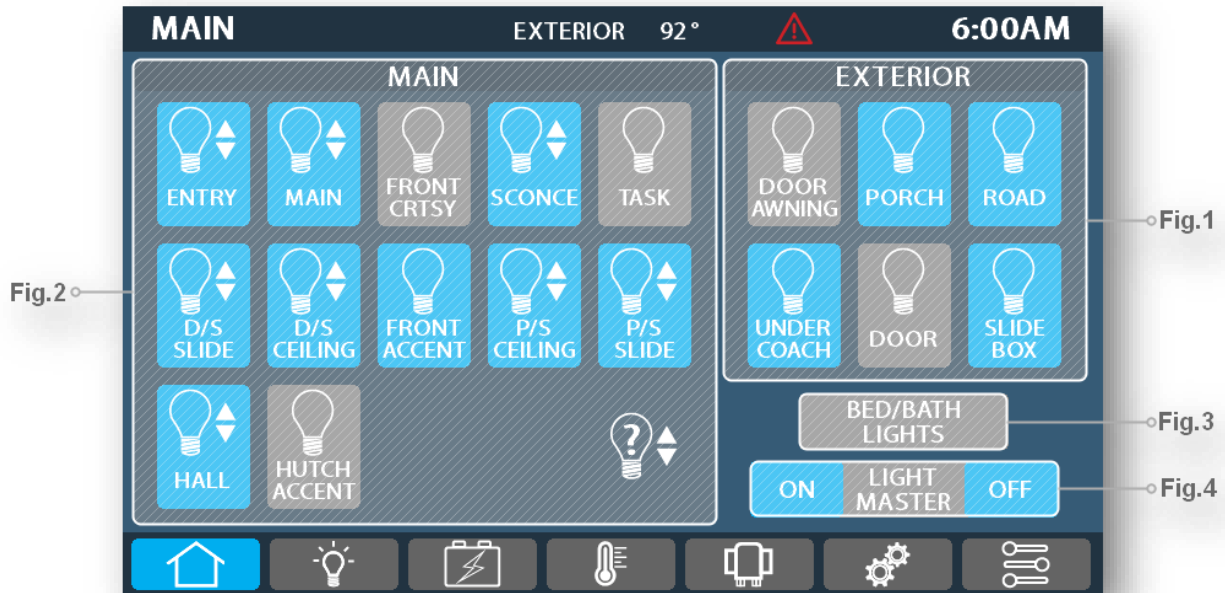 MAIN
EXTERIOR 92°
6:00AM
MAIN
ENTRY
MAIN
FRONT
CRTSY
SCONCE
TASK
D/S
SLIDE
D/S
CEILING
FRONT
ACCENT
P/S
CEILING
P/S
SLIDE
HALL
HUTCH
ACCENT
?
EXTERIOR
DOOR
AWNING
PORCH
ROAD
UNDER
COACH
DOOR
SLIDE
BOX
BED/BATH
LIGHTS
ON
LIGHT
MASTER
OFF
Fig.1
Fig.2
Fig.3
Fig.4